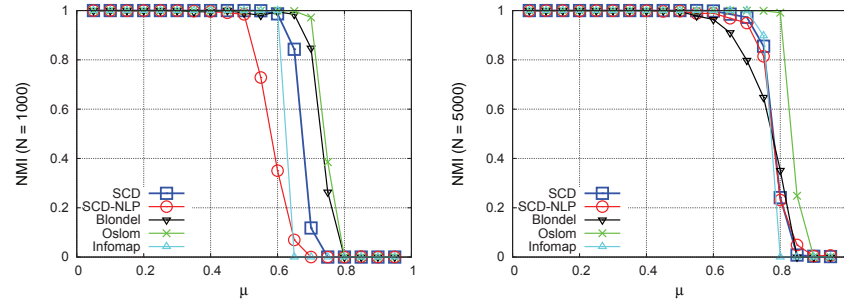 NMI (N = 1000)
1
0.8
0.6
0.4
0.2
0
SCD
SCD-NLP
Blondel
Oslom
Infomap
0 0.2 0.4 0.6 0.8 1
μ
NMI (N = 5000)
1
0.8
0.6
0.4
0.2
0
SCD
SCD-NLP
Blondel
Oslom
Infomap
0 0.2 0.4 0.6 0.8
μ